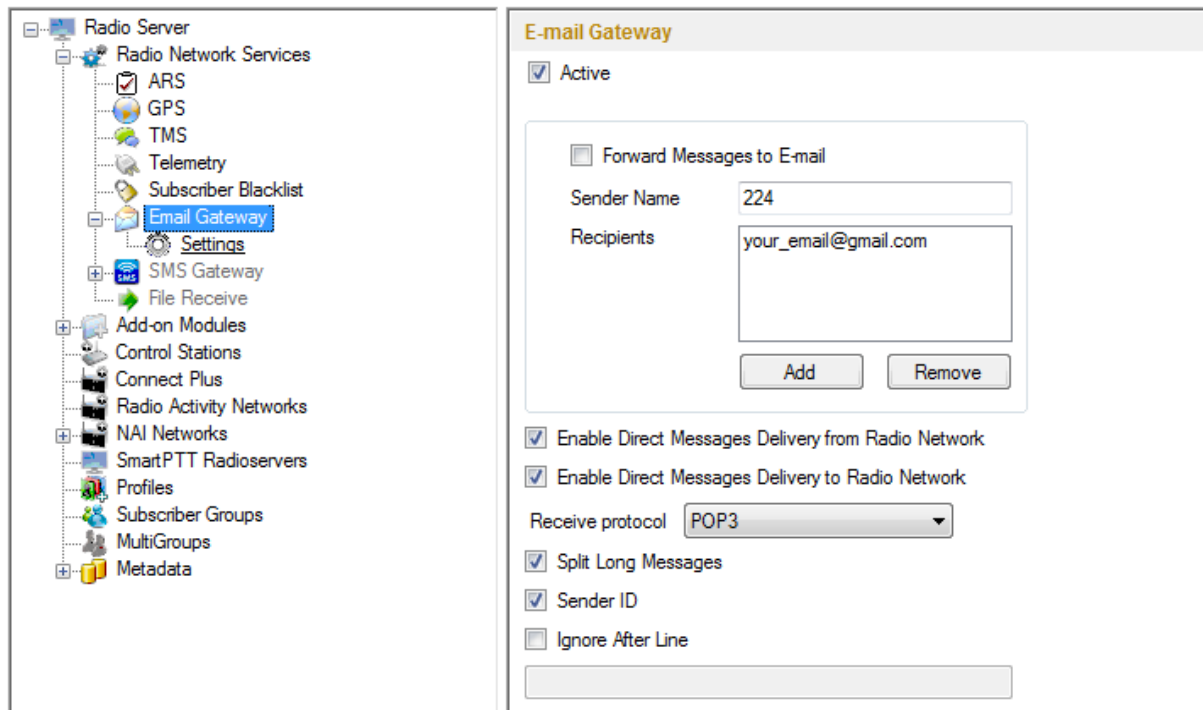 Radio Server
Radio Network Services
ARS
GPS
TMS
Telemetry
Subscriber Blacklist
Email Gateway
Settings
SMS
SMS Gateway
File Receive
Add-on Modules
Control Stations
Connect Plus
Radio Activity Networks
NAI Networks
SmartPTT Radioservers
Profiles
Subscriber Groups
MultiGroups
Metadata
E-mail Gateway
Active
Forward Messages to E-mail
Sender Name 224
Recipients your_email@gmail.com
Add Remove
Enable Direct Messages Delivery from Radio Network
Enable Direct Messages Delivery to Radio Network
Receive protocol POP3
Split Long Messages
Sender ID
Ignore After Line